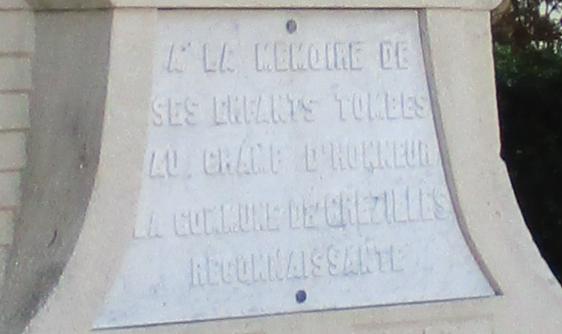 A LA MEMOIRE DE
SES ENFANTS TOMBES
AU CHAMP D'HONNEUR
LA COMMUNE DE CREZILLES
RECONNAISSANTE